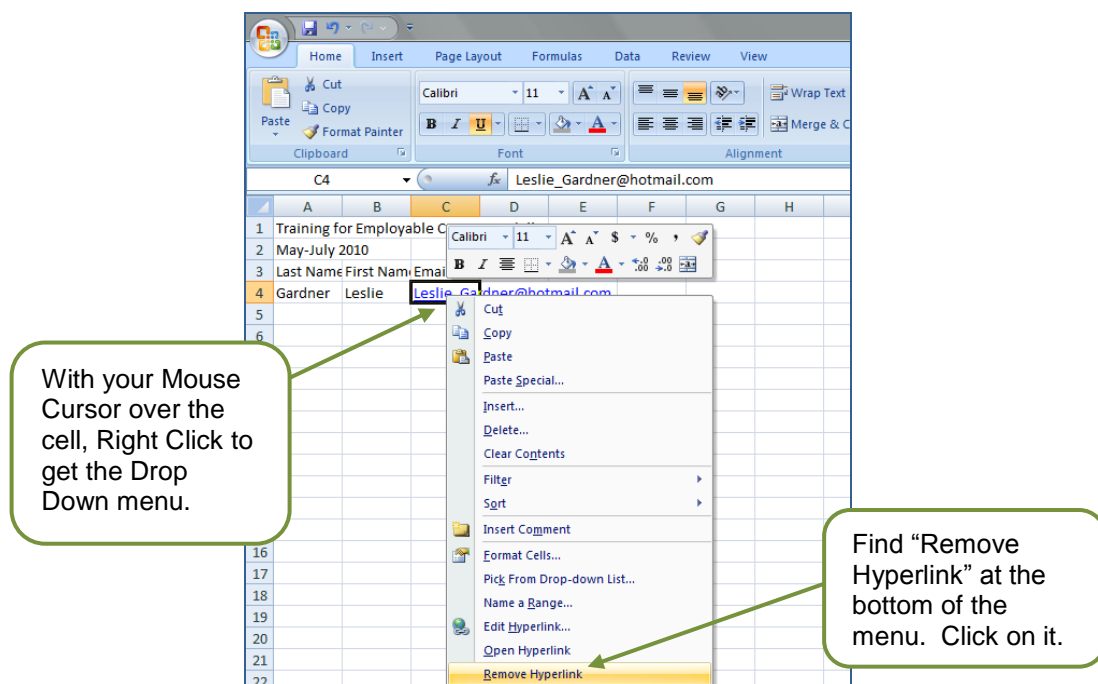 Home Insert Page Layout Formulas Data Review View
Cut
Calibri 11 A A Wrap Text
Copy
Paste
Format Painter
B I U A Merge & C
Clipboard Font Alignment
C4 fx Leslie_Gardner@hotmail.com
A B C D E F G H
1 Training for Employable C
Calibri 11 A A $ % ,
2 May-July 2010
B I A .00 .00
3 Last Name First Nam Emai
4 Gardner Leslie Leslie_Gardner@hotmail.com
5
6
Cut
Copy
Paste
Paste Special...
Insert...
Delete...
Clear Contents
Filter
Sort
Insert Comment
Format Cells...
Pick From Drop-down List...
Name a Range...
Edit Hyperlink...
Open Hyperlink
Remove Hyperlink
16
17
18
19
20
21
22
With your Mouse
Cursor over the
cell, Right Click to
get the Drop
Down menu.
Find “Remove
Hyperlink” at the
bottom of the
menu. Click on it.